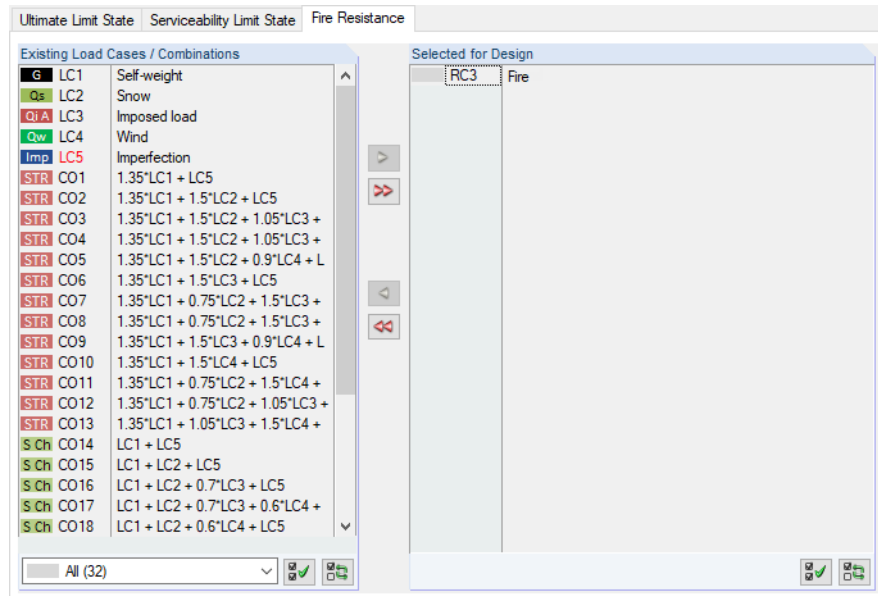 Ultimate Limit State Serviceability Limit State Fire Resistance
Existing Load Cases / Combinations
G LC1 Self-weight
Qs LC2 Snow
Qi A LC3 Imposed load
Qw LC4 Wind
Imp LC5 Imperfection
STR CO1 1.35*LC1 + LC5
STR CO2 1.35*LC1 + 1.5*LC2 + LC5
STR CO3 1.35*LC1 + 1.5*LC2 + 1.05*LC3 +
STR CO4 1.35*LC1 + 1.5*LC2 + 1.05*LC3 +
STR CO5 1.35*LC1 + 1.5*LC2 + 0.9*LC4 + L
STR CO6 1.35*LC1 + 1.5*LC3 + LC5
STR CO7 1.35*LC1 + 0.75*LC2 + 1.5*LC3 +
STR CO8 1.35*LC1 + 0.75*LC2 + 1.5*LC3 +
STR CO9 1.35*LC1 + 1.5*LC3 + 0.9*LC4 + L
STR CO10 1.35*LC1 + 1.5*LC4 + LC5
STR CO11 1.35*LC1 + 0.75*LC2 + 1.5*LC4 +
STR CO12 1.35*LC1 + 0.75*LC2 + 1.05*LC3 +
STR CO13 1.35*LC1 + 1.05*LC3 + 1.5*LC4 +
S Ch CO14 LC1 + LC5
S Ch CO15 LC1 + LC2 + LC5
S Ch CO16 LC1 + LC2 + 0.7*LC3 + LC5
S Ch CO17 LC1 + LC2 + 0.7*LC3 + 0.6*LC4 +
S Ch CO18 LC1 + LC2 + 0.6*LC4 + LC5
All (32)
Selected for Design
RC3 Fire